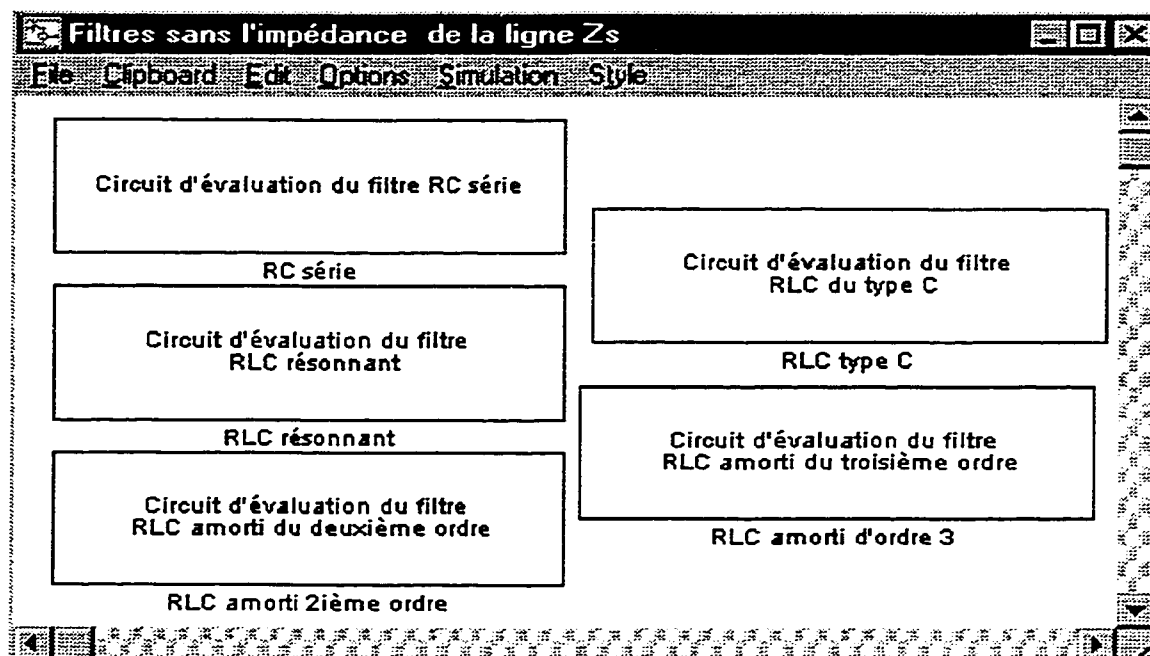 Filtres sans l'impédance de la ligne Zs
File Clipboard Edit Options Simulation Style
Circuit d'évaluation du filtre RC série
RC série
Circuit d'évaluation du filtre
RLC résonnant
RLC résonnant
Circuit d'évaluation du filtre
RLC amorti du deuxième ordre
RLC amorti 2ième ordre
Circuit d'évaluation du filtre
RLC du type C
RLC type C
Circuit d'évaluation du filtre
RLC amorti du troisième ordre
RLC amorti d'ordre 3